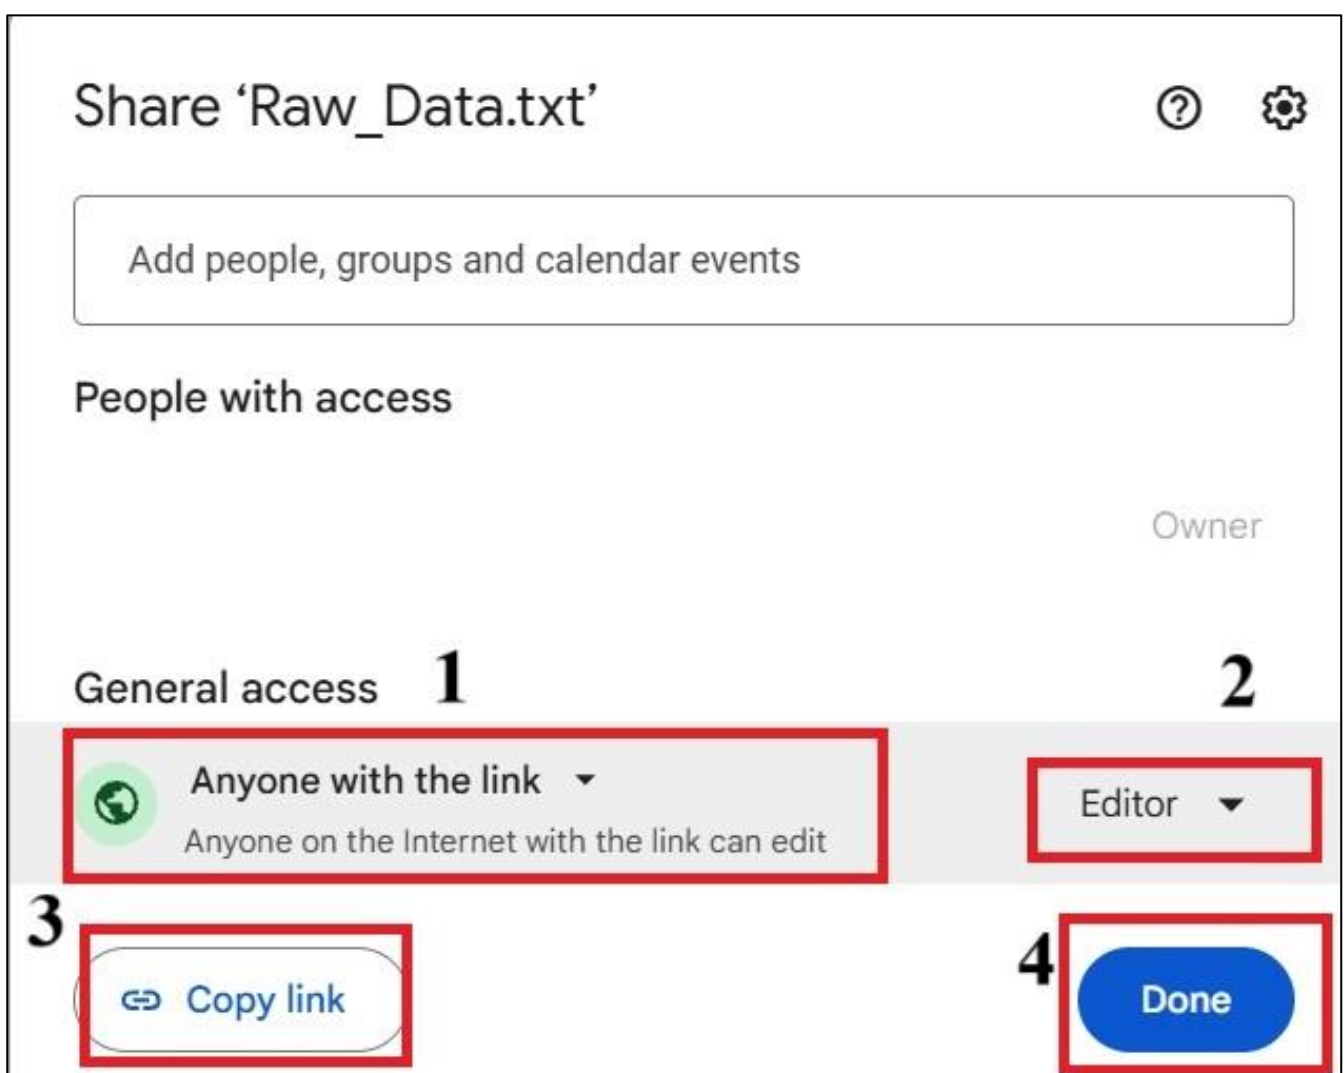 Share ‘Raw_Data.txt’
Add people, groups and calendar events
People with access
Owner
General access 1
2
Anyone with the link
Anyone on the Internet with the link can edit
Editor
3
Copy link
4
Done